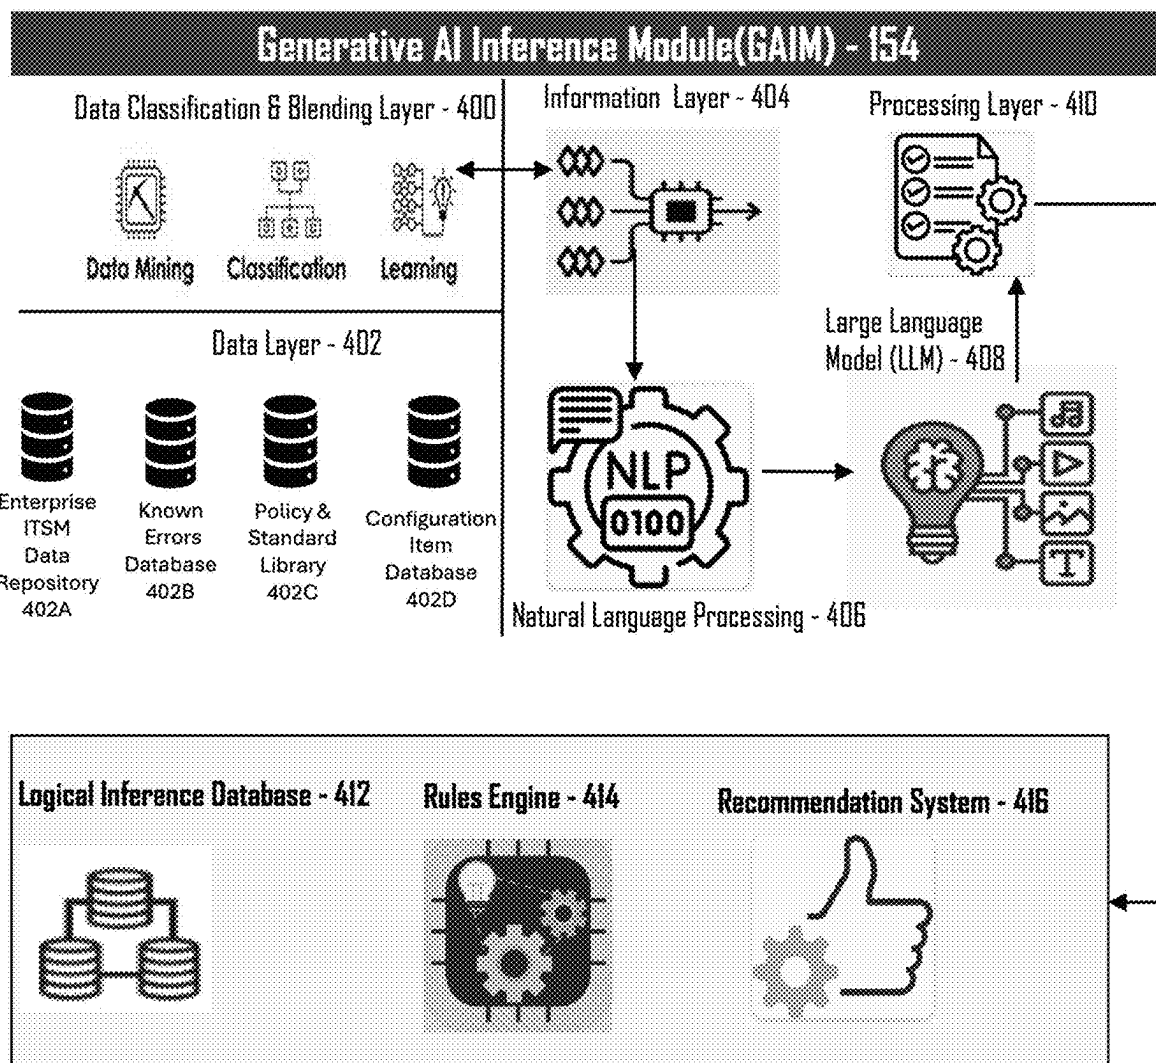 Generative AI Inference Module(GAIM) - 154
Data Classification & Blending Layer - 400
Data Mining
Classification
Learning
Data Layer - 402
Enterprise
ITSM
Data
Repository
402A
Known
Errors
Database
402B
Policy &
Standard
Library
402C
Configuration
Item
Database
402D
Information Layer - 404
Processing Layer - 410
NLP
0100
Natural Language Processing - 406
Large Language
Model (LLM) - 408
T
Logical Inference Database - 412
Rules Engine - 414
Recommendation System - 416